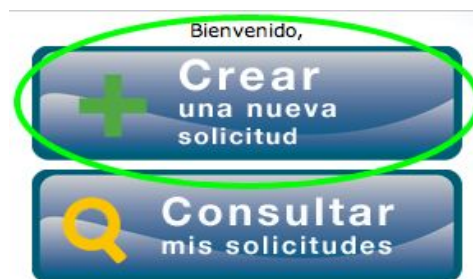 Bienvenido,
Crear
una nueva
solicitud
Consultar
mis solicitudes